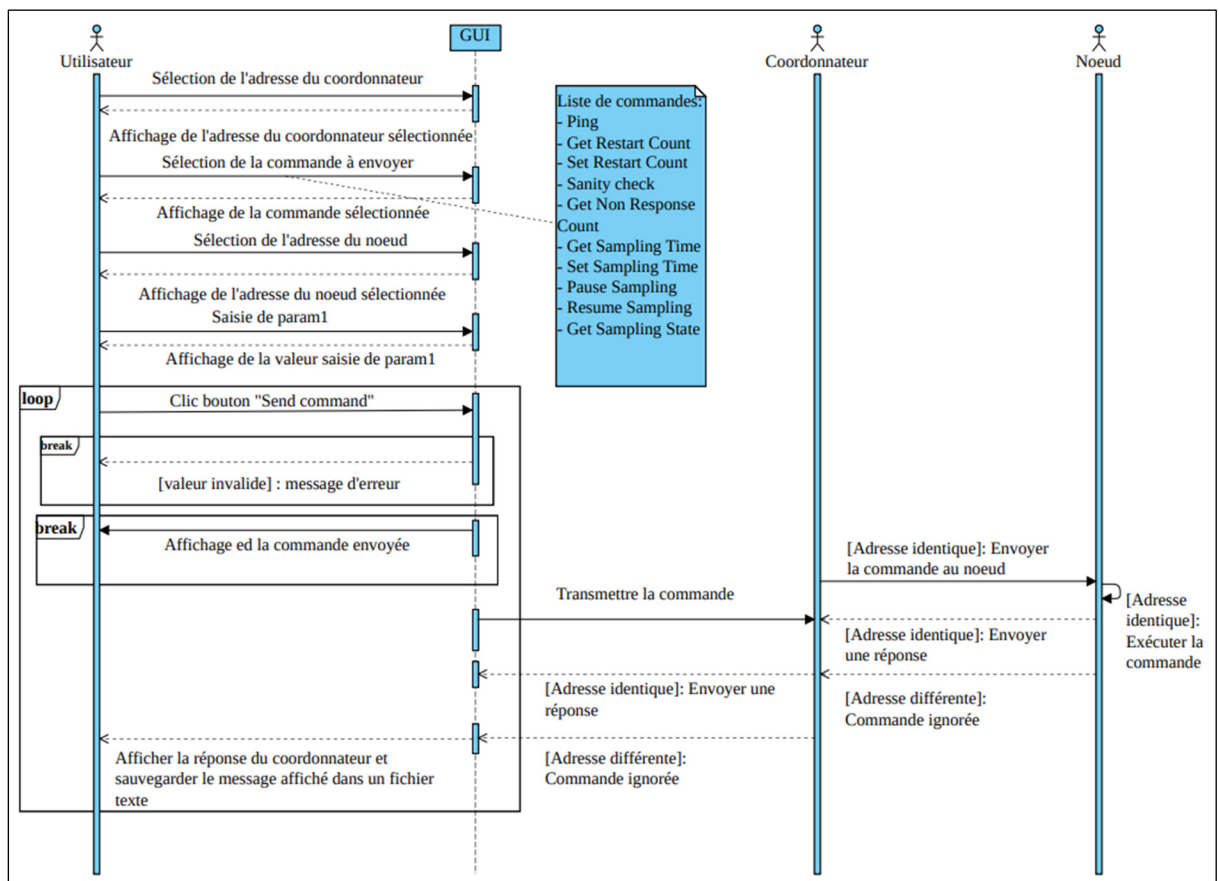 Utilisateur
GUI
Coordonnateur
Noeud
Sélection de l'adresse du coordonnateur
Affichage de l'adresse du coordonnateur sélectionnée
Sélection de la commande à envoyer
Affichage de la commande sélectionnée
Sélection de l'adresse du noeud
Affichage de l'adresse du noeud sélectionnée
Saisie de param1
Affichage de la valeur saisie de param1
Liste de commandes:
- Ping
- Get Restart Count
- Set Restart Count
- Sanity check
- Get Non Response
Count
- Get Sampling Time
- Set Sampling Time
- Pause Sampling
- Resume Sampling
- Get Sampling State
loop
Clic bouton "Send command"
break
[valeur invalide] : message d'erreur
break
Affichage ed la commande envoyée
[Adresse identique]: Envoyer
la commande au noeud
Transmettre la commande
[Adresse
identique]:
Exécuter la
commande
[Adresse identique]: Envoyer
une réponse
[Adresse identique]: Envoyer une
réponse
[Adresse différente]:
Commande ignorée
Afficher la réponse du coordonnateur et
sauvegarder le message affiché dans un fichier
texte
[Adresse différente]:
Commande ignorée